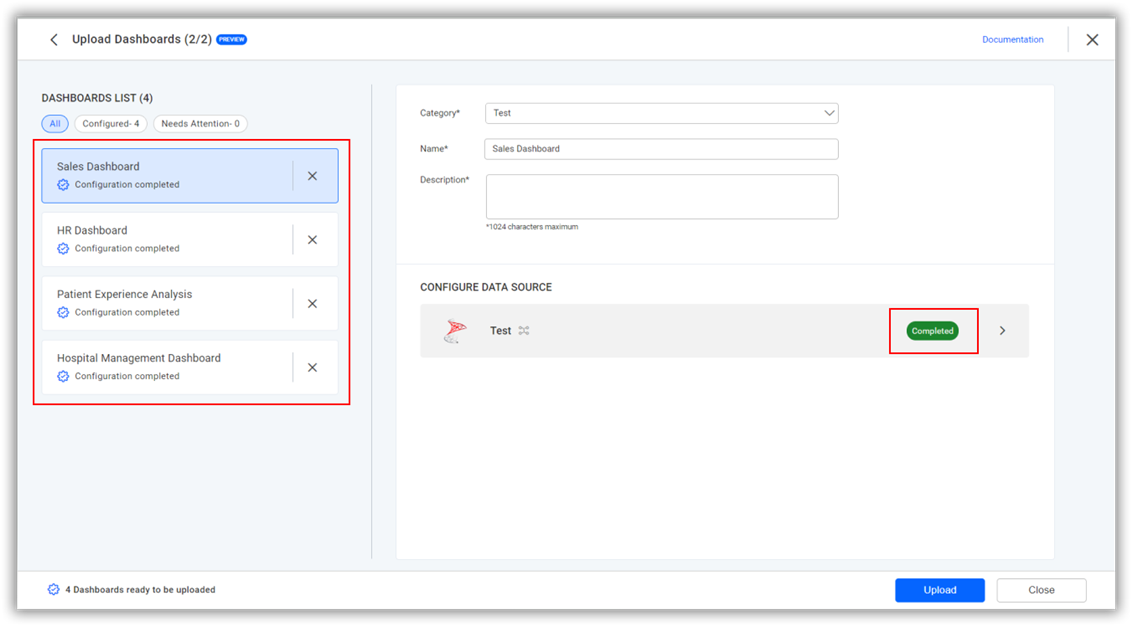 Upload Dashboards (2/2) PREVIEW
Documentation
DASHBOARDS LIST (4)
All Configured- 4 Needs Attention- 0
Sales Dashboard
Configuration completed
HR Dashboard
Configuration completed
Patient Experience Analysis
Configuration completed
Hospital Management Dashboard
Configuration completed
Category* Test
Name* Sales Dashboard
Description*
*1024 characters maximum
CONFIGURE DATA SOURCE
Test Completed
4 Dashboards ready to be uploaded
Upload Close